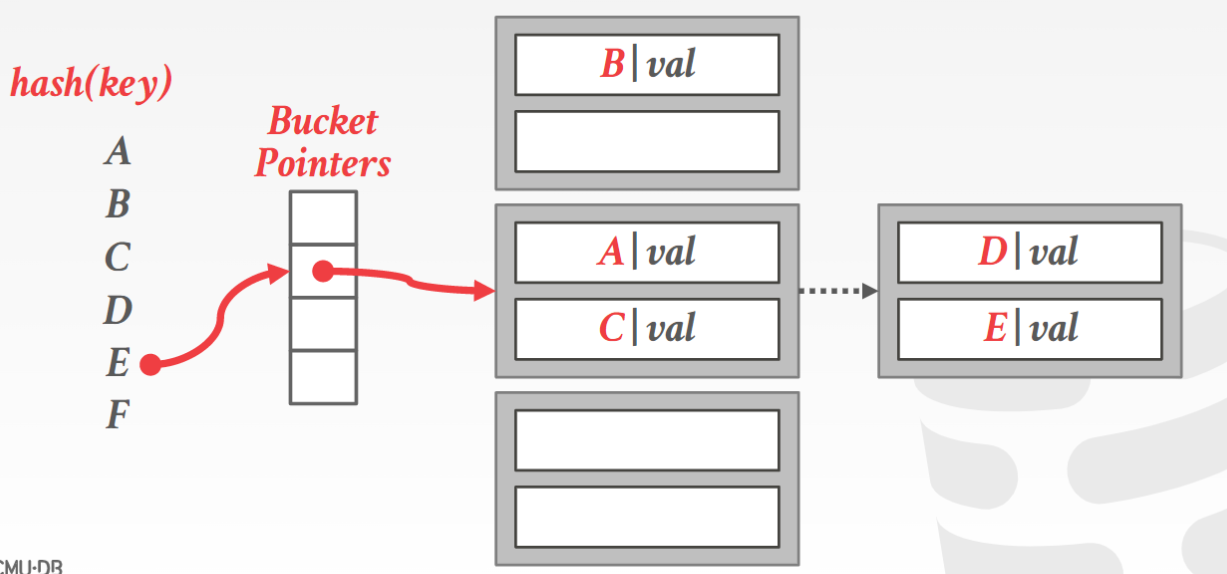 hash(key)
A
B
C
D
E
F
Bucket
Pointers
B|val
A|val
C|val
D|val
E|val
CMU·DB